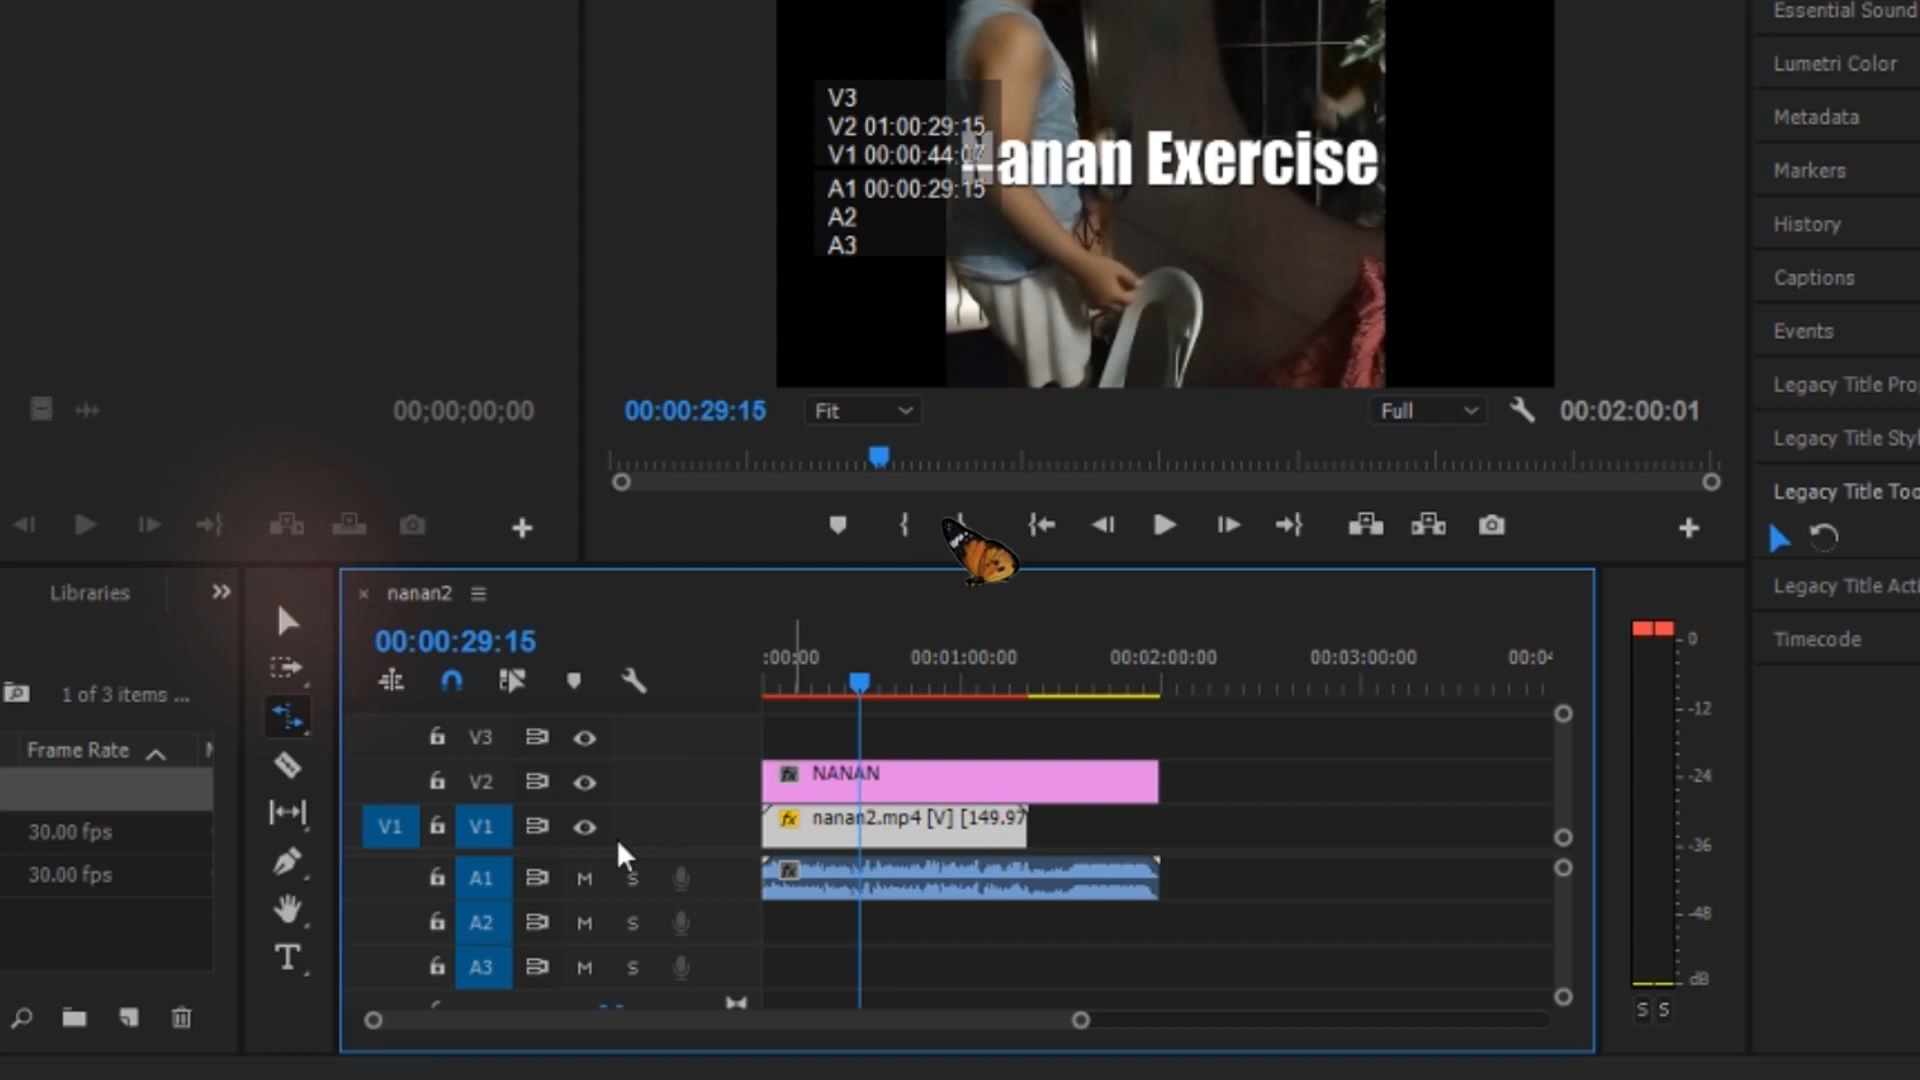 Essential Sound
Lumetri Color
Metadata
Markers
History
Captions
Events
Legacy Title Pro
Legacy Title Styl
Legacy Title Too
Legacy Title Acti
Timecode
V3
V2 01:00:29:15
V1 00:00:44:07
A1 00:00:29:15
A2
A3
Nanan Exercise
00;00;00;00
00:00:29:15
Fit
Full
00:02:00:01
Libraries
1 of 3 items ...
Frame Rate
30.00 fps
30.00 fps
nanan2
00:00:29:15
:00:00
00:01:00:00
00:02:00:00
00:03:00:00
00:04
V3
V2
NANAN
V1
V1
nanan2.mp4 [V] [149.97
A1
M
S
A2
M
S
A3
M
S
0
-12
-24
-36
-48
dB
S
S